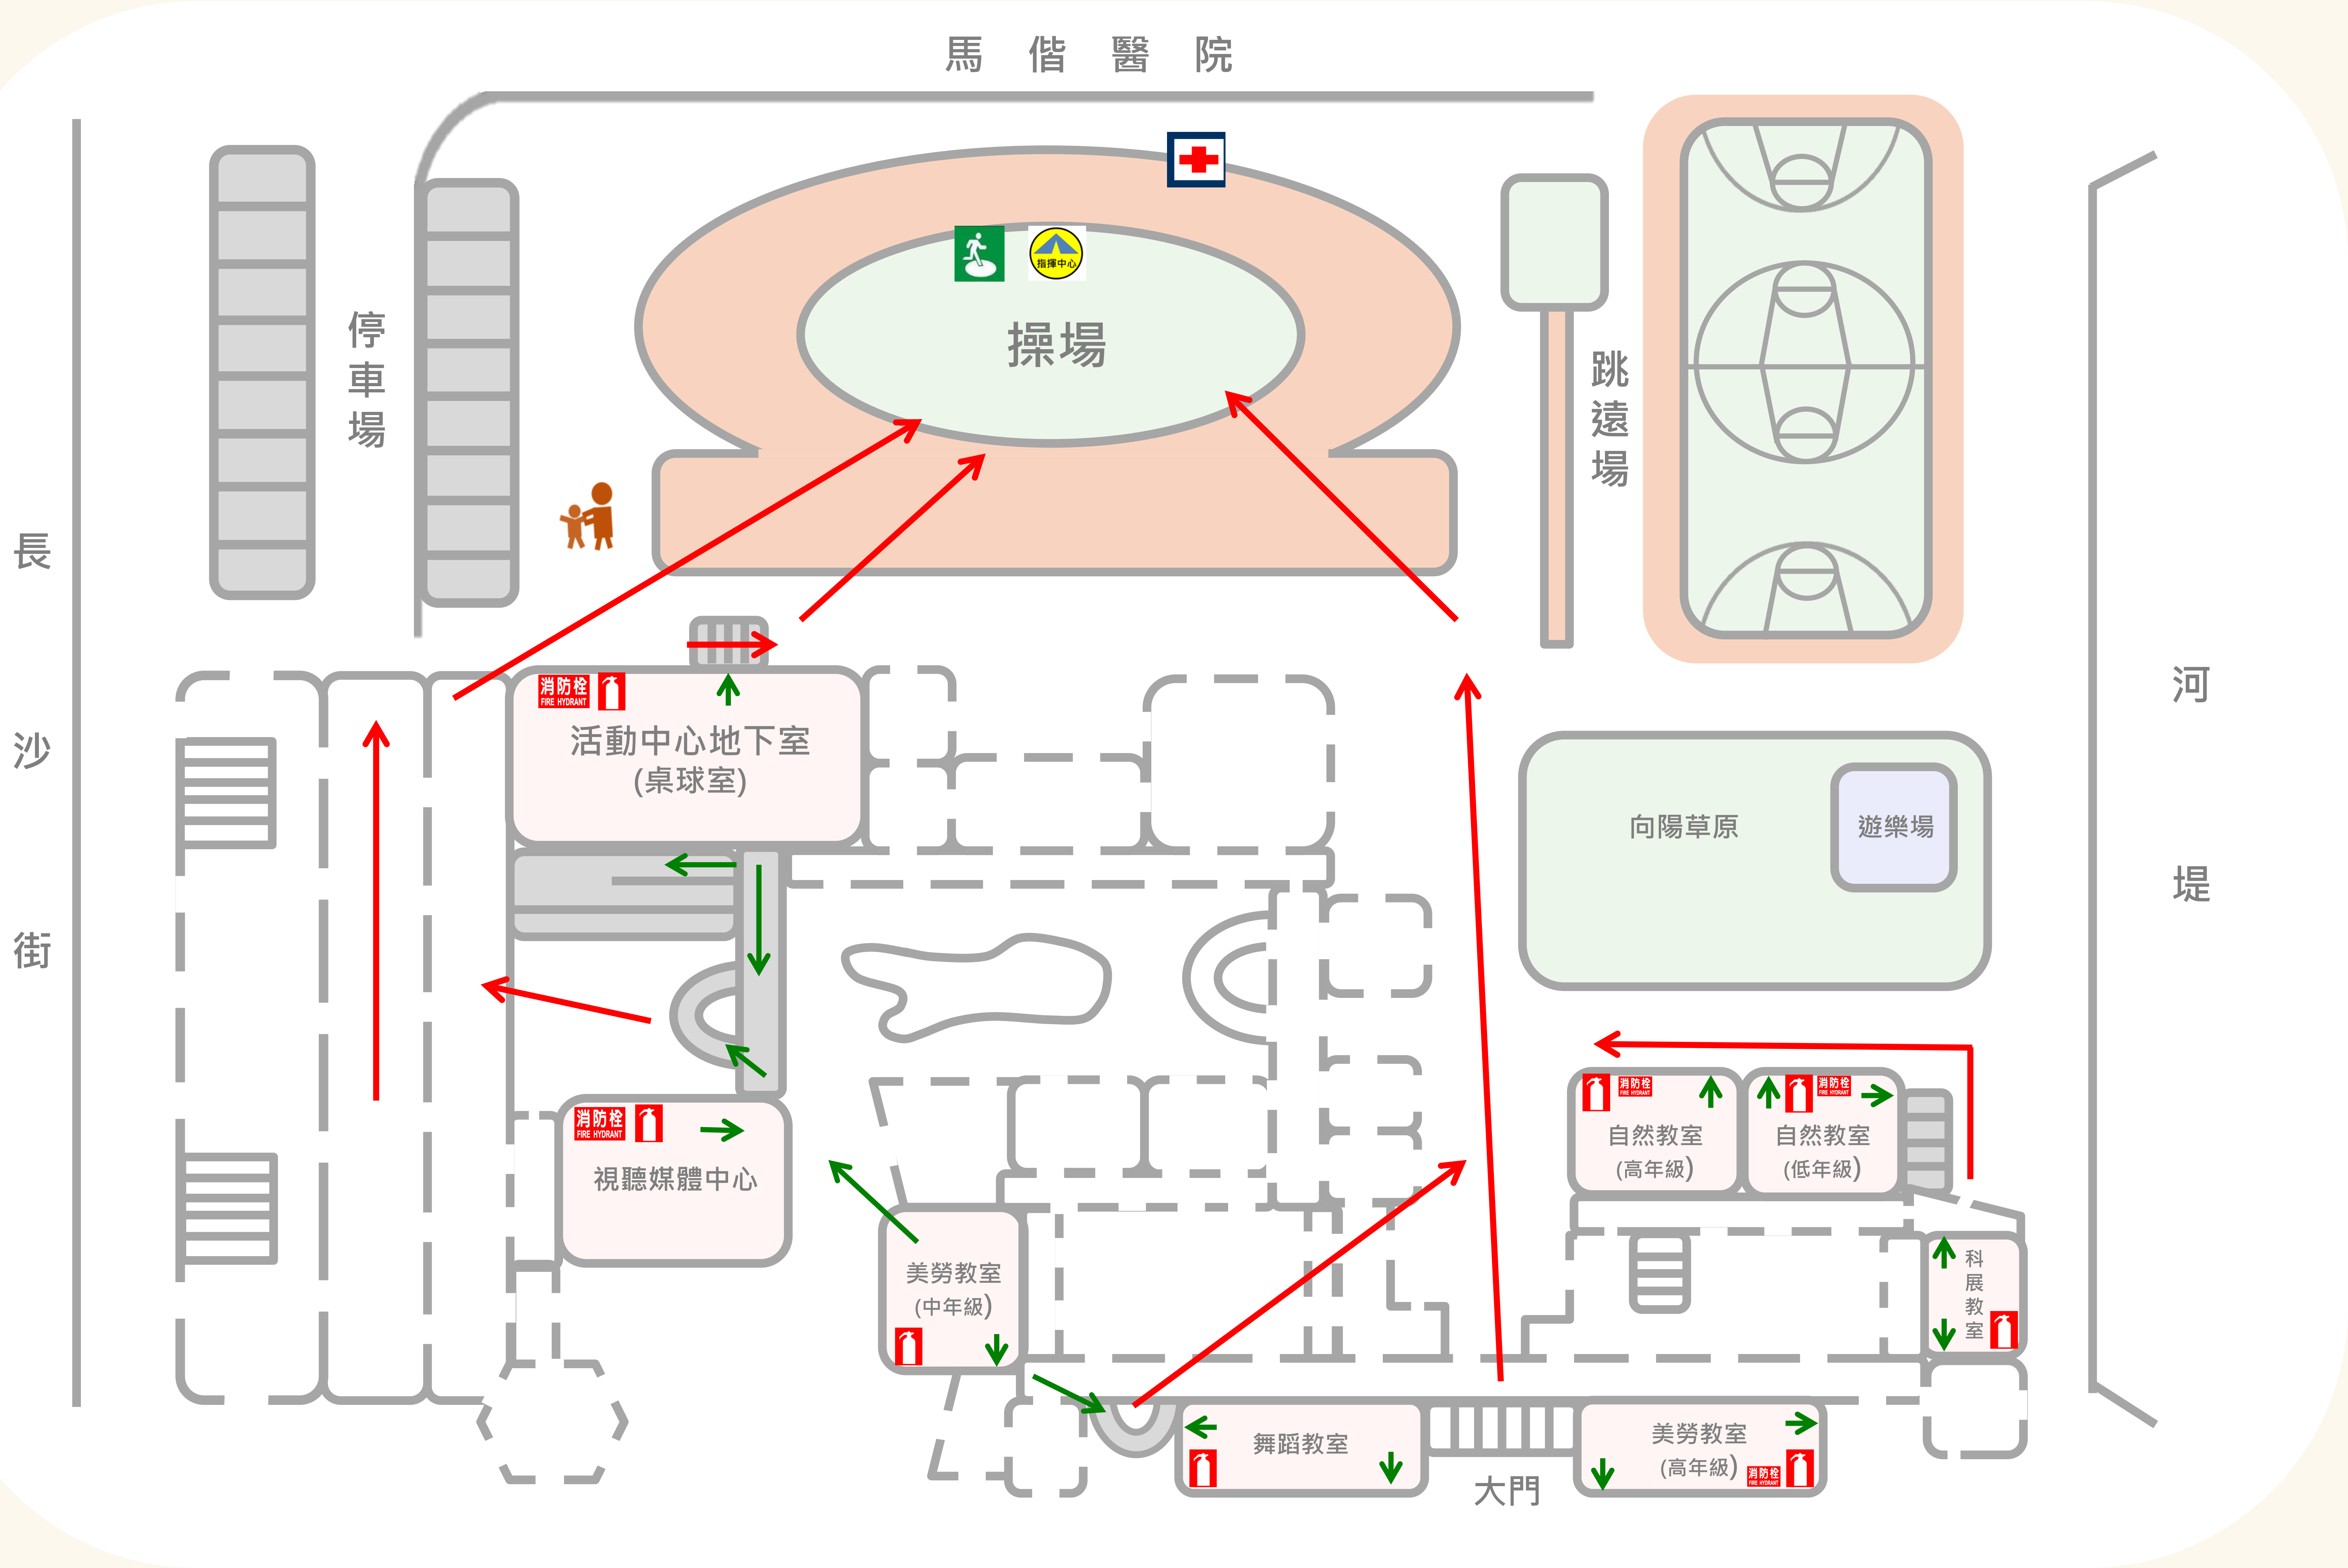 馬偕醫院
指揮中心
操場
停車場
跳遠場
長沙街
河堤
消防栓
FIRE HYDRANT
活動中心地下室
(桌球室)
向陽草原
遊樂場
消防栓
FIRE HYDRANT
視聽媒體中心
消防栓
FIRE HYDRANT
自然教室
(高年級)
消防栓
FIRE HYDRANT
自然教室
(低年級)
美勞教室
(中年級)
科展教室
舞蹈教室
大門
美勞教室
(高年級)
消防栓
FIRE HYDRANT